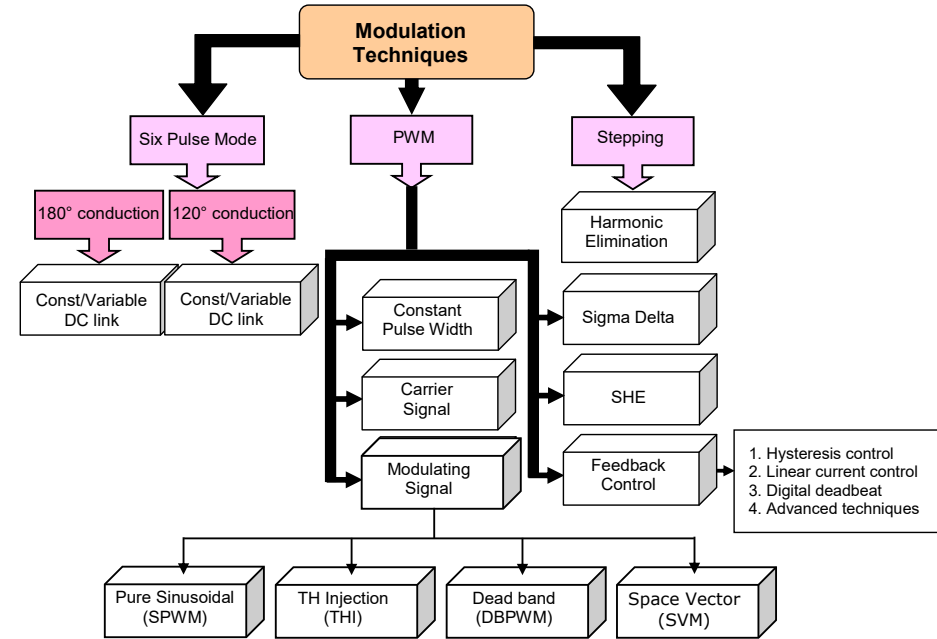 Modulation
Techniques
Six Pulse Mode
PWM
Stepping
180° conduction
120° conduction
Harmonic
Elimination
Const/Variable
DC link
Const/Variable
DC link
Constant
Pulse Width
Sigma Delta
Carrier
Signal
SHE
Modulating
Signal
Feedback
Control
1. Hysteresis control
2. Linear current control
3. Digital deadbeat
4. Advanced techniques
Pure Sinusoidal
(SPWM)
TH Injection
(THI)
Dead band
(DBPWM)
Space Vector
(SVM)